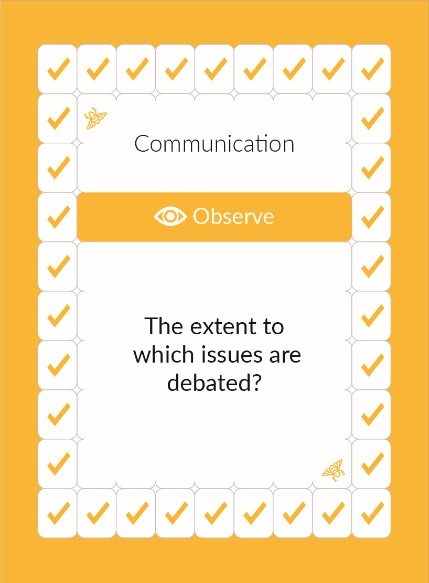 Communication
Observe
The extent to
which issues are
debated?